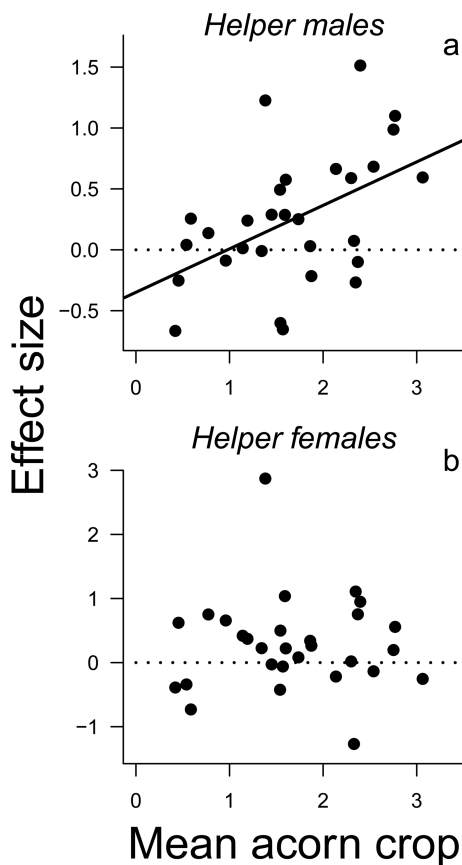 Helper males
a
1.5
1.0
0.5
0.0
−0.5
0 1 2 3
Helper females
b
3
2
1
0
−1
0 1 2 3
Effect size
Mean acorn crop